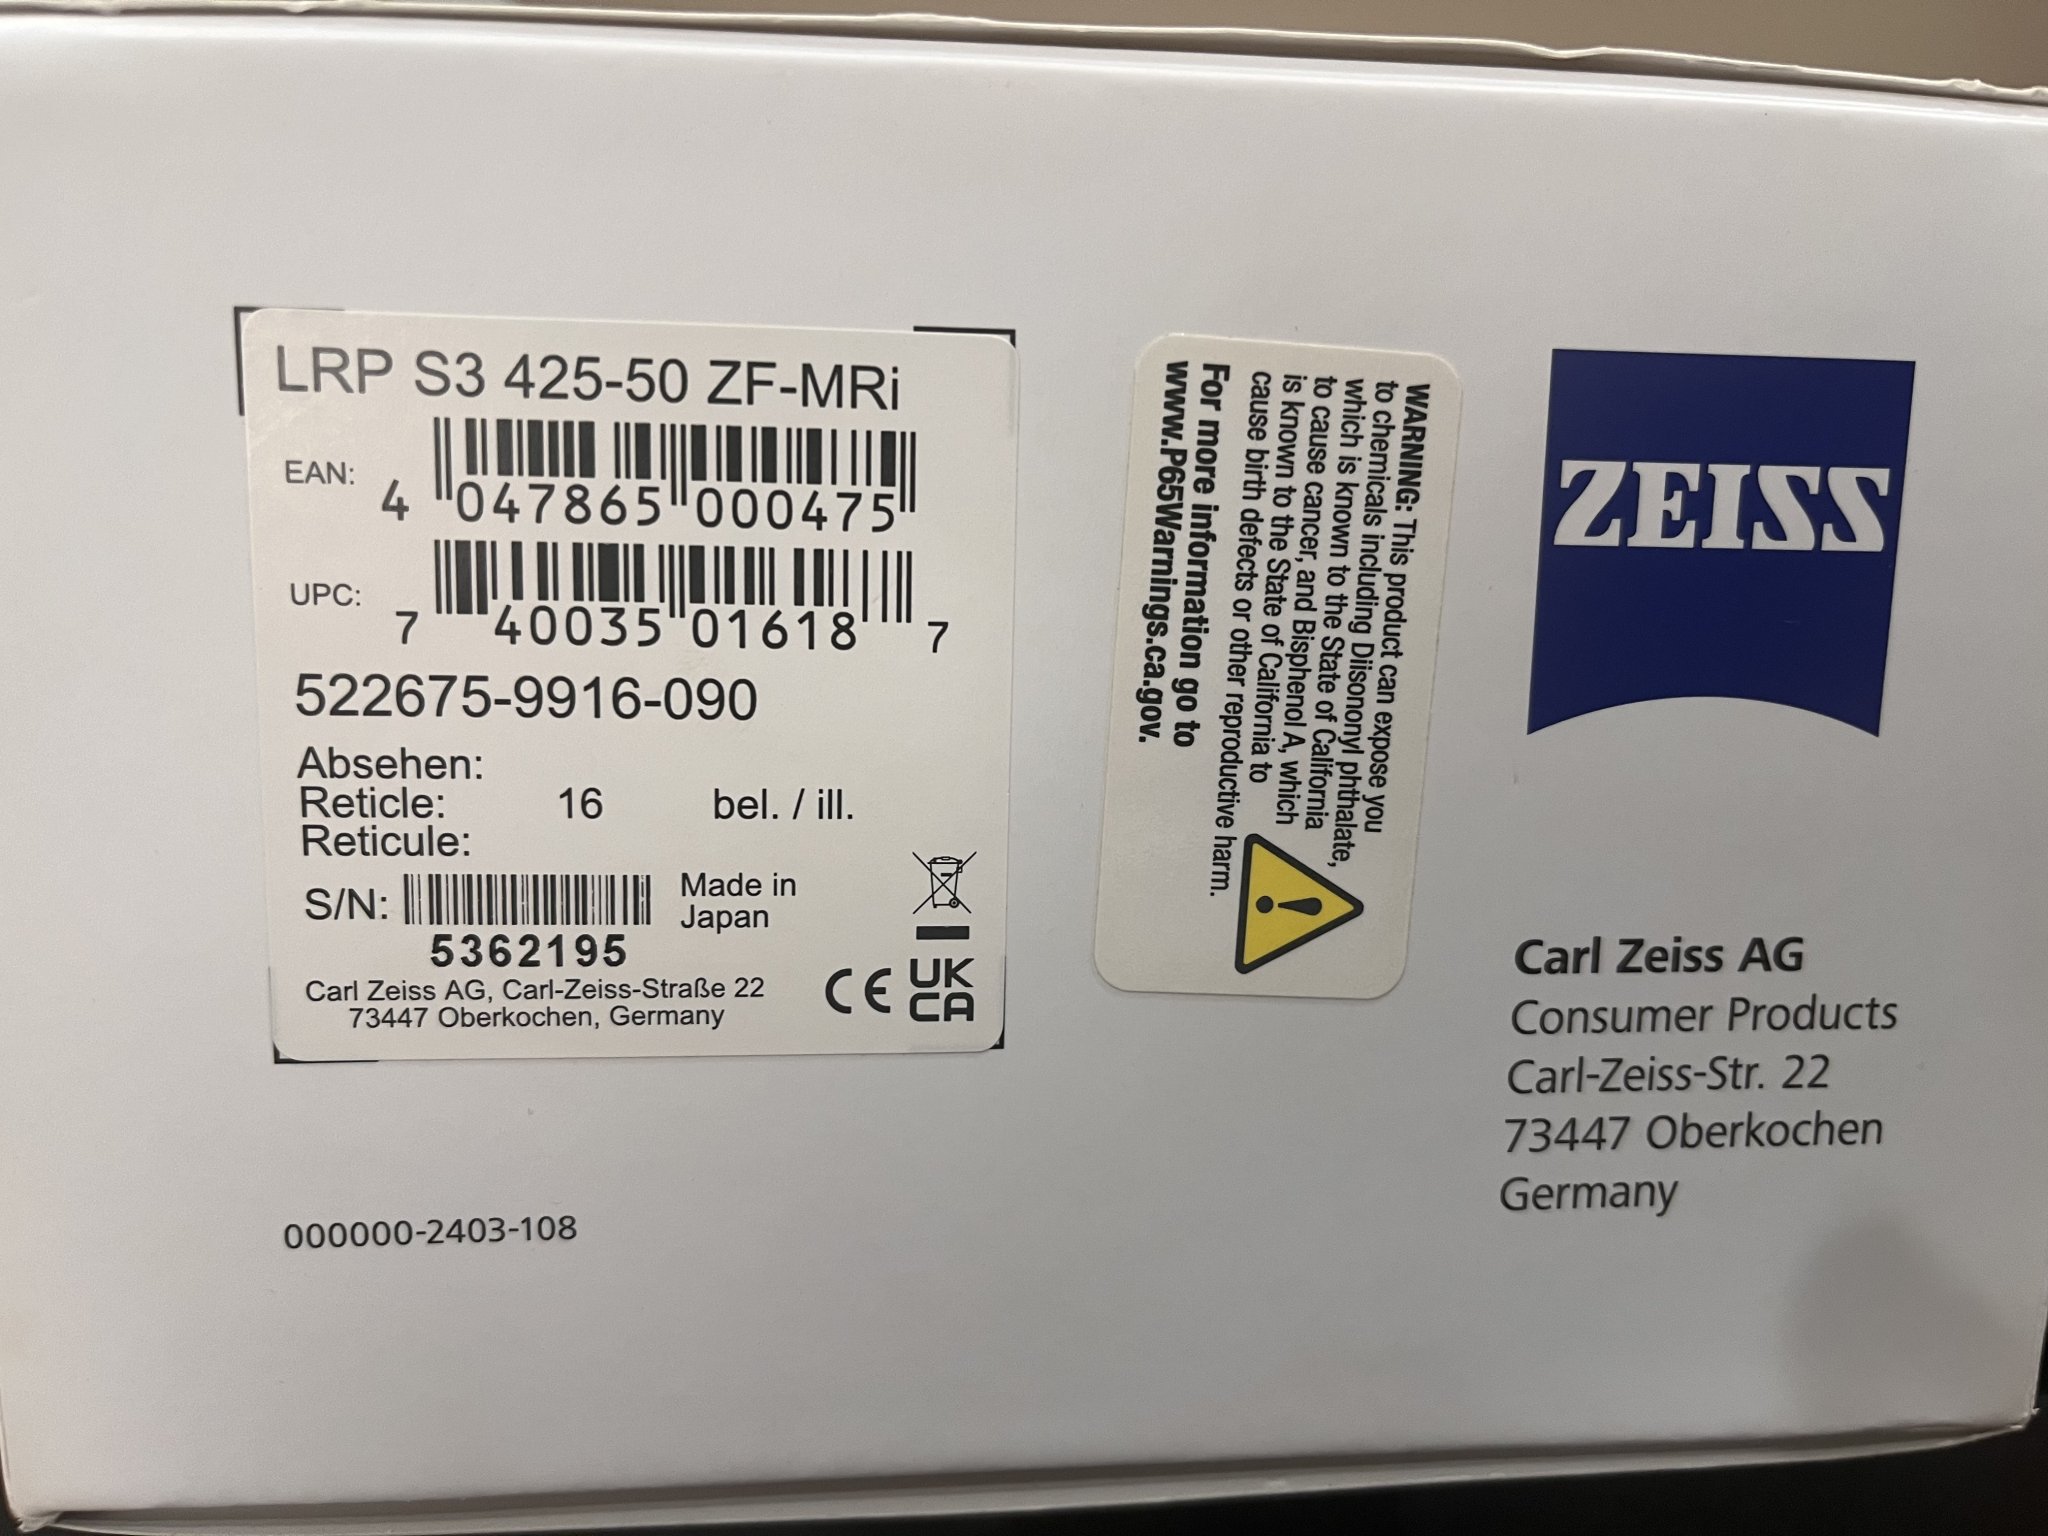 LRP S3 425-50 ZF-MRi
EAN: 4 047865 000475
UPC: 7 40035 01618 7
522675-9916-090
Absehen:
Reticle: 16 bel. / ill.
Reticule:
S/N: Made in
Japan
5362195
Carl Zeiss AG, Carl-Zeiss-Straße 22
73447 Oberkochen, Germany
CE UK
CA
000000-2403-108
WARNING: This product can expose you
to chemicals including Diisononyl phthalate,
which is known to the State of California
to cause cancer, and Bisphenol A, which
is known to the State of California to
cause birth defects or other reproductive harm.
For more information go to
www.P65Warnings.ca.gov.
ZEISS
Carl Zeiss AG
Consumer Products
Carl-Zeiss-Str. 22
73447 Oberkochen
Germany